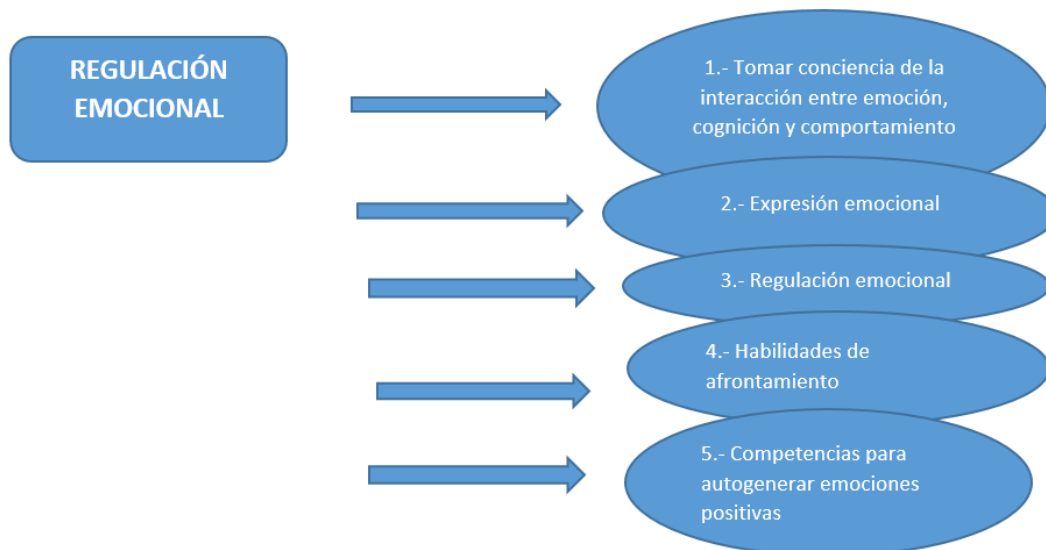 REGULACIÓN
EMOCIONAL
1.- Tomar conciencia de la
interacción entre emoción,
cognición y comportamiento
2.- Expresión emocional
3.- Regulación emocional
4.- Habilidades de
afrontamiento
5.- Competencias para
autogenerar emociones
positivas